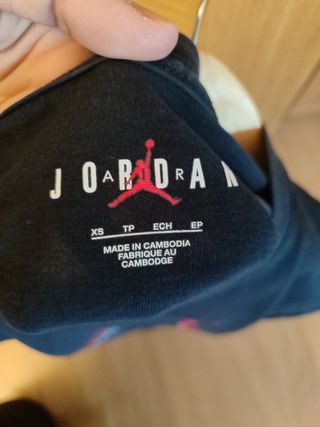 JORDAN
AIR
XS TP ECH EP
MADE IN CAMBODIA
FABRIQUE AU
CAMBODGE